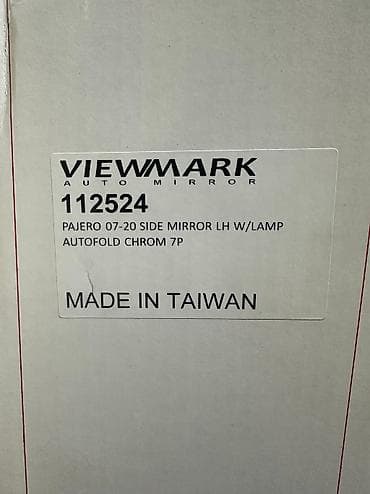 VIEWMARK
AUTO MIRROR
112524
PAJERO 07-20 SIDE MIRROR LH W/LAMP
AUTOFOLD CHROM 7P
MADE IN TAIWAN